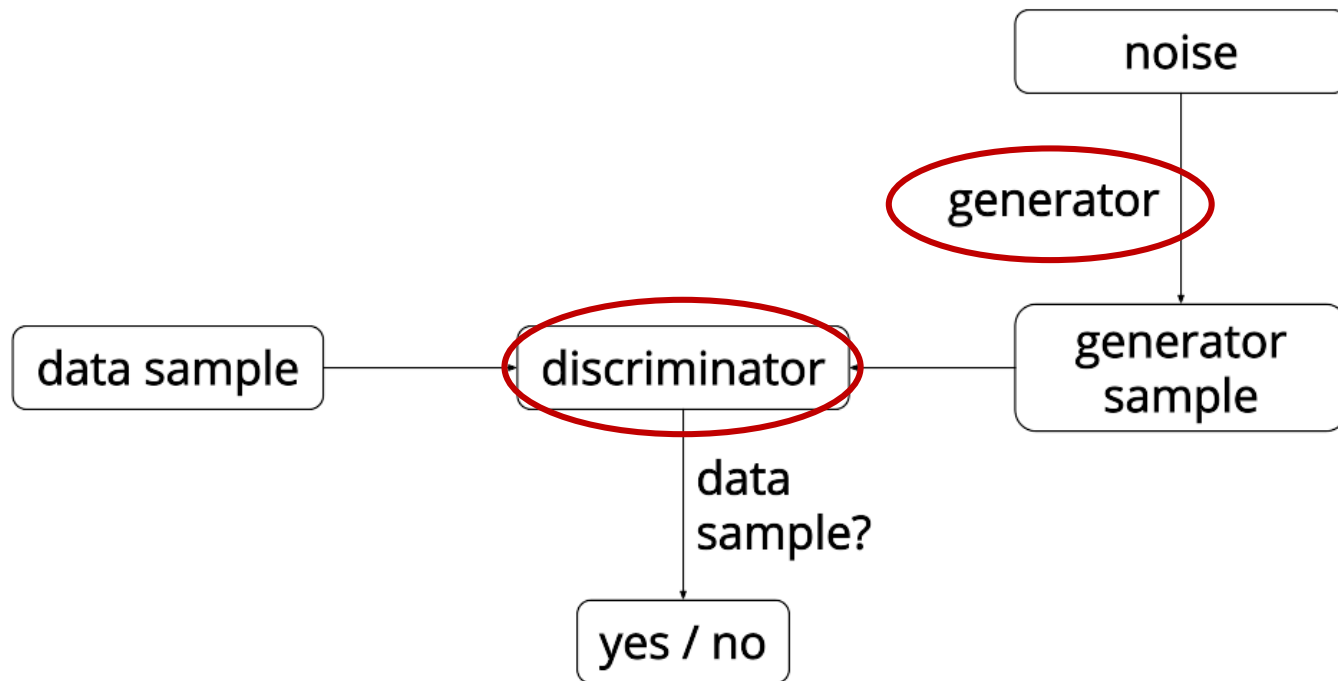 noise
generator
data sample
discriminator
generator
sample
data
sample?
yes / no